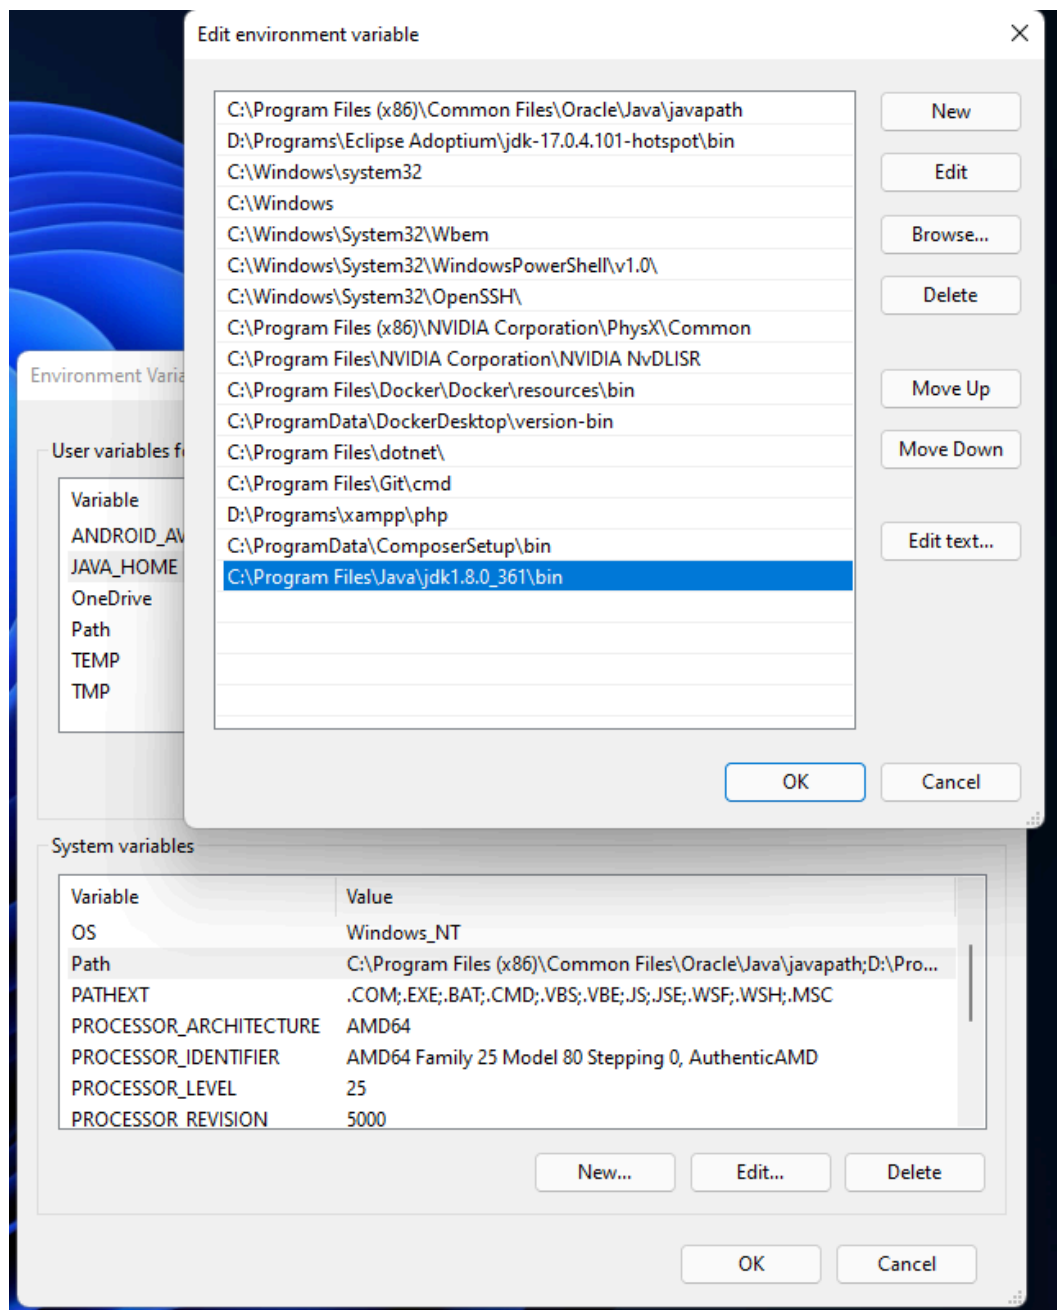 Edit environment variable
C:\Program Files (x86)\Common Files\Oracle\Java\javapath
D:\Programs\Eclipse Adoptium\jdk-17.0.4.101-hotspot\bin
C:\Windows\system32
C:\Windows
C:\Windows\System32\Wbem
C:\Windows\System32\WindowsPowerShell\v1.0\
C:\Windows\System32\OpenSSH\
C:\Program Files (x86)\NVIDIA Corporation\PhysX\Common
C:\Program Files\NVIDIA Corporation\NVIDIA NvDLISR
C:\Program Files\Docker\Docker\resources\bin
C:\ProgramData\DockerDesktop\version-bin
C:\Program Files\dotnet\
C:\Program Files\Git\cmd
D:\Programs\xampp\php
C:\ProgramData\ComposerSetup\bin
C:\Program Files\Java\jdk1.8.0_361\bin
New
Edit
Browse...
Delete
Move Up
Move Down
Edit text...
OK
Cancel
Environment Varia
User variables f
Variable
ANDROID_AV
JAVA_HOME
OneDrive
Path
TEMP
TMP
System variables
Variable Value
OS Windows_NT
Path C:\Program Files (x86)\Common Files\Oracle\Java\javapath;D:\Pro...
PATHEXT .COM;.EXE;.BAT;.CMD;.VBS;.VBE;.JS;.JSE;.WSF;.WSH;.MSC
PROCESSOR_ARCHITECTURE AMD64
PROCESSOR_IDENTIFIER AMD64 Family 25 Model 80 Stepping 0, AuthenticAMD
PROCESSOR_LEVEL 25
PROCESSOR_REVISION 5000
New... Edit... Delete
OK Cancel